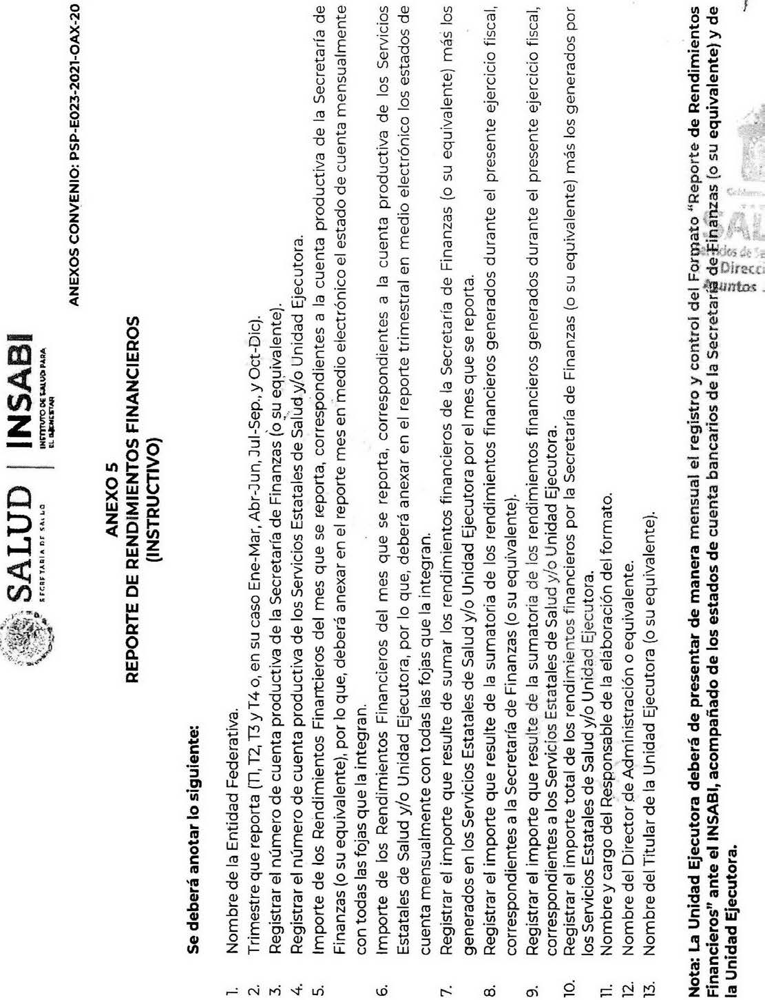 SALUD
SECRETARÍA DE SALUD
INSABI
INSTITUTO DE SALUD PARA
EL BIENESTAR
ANEXOS CONVENIO: PSP-E023-2021-OAX-20
ANEXO 5
REPORTE DE RENDIMIENTOS FINANCIEROS
(INSTRUCTIVO)
Se deberá anotar lo siguiente:
1. Nombre de la Entidad Federativa.
2. Trimestre que reporta (T1, T2, T3 y T4 o, en su caso Ene-Mar, Abr-Jun, Jul-Sep., y Oct-Dic).
3. Registrar el número de cuenta productiva de la Secretaría de Finanzas (o su equivalente).
4. Registrar el número de cuenta productiva de los Servicios Estatales de Salud y/o Unidad Ejecutora.
5. Importe de los Rendimientos Financieros del mes que se reporta, correspondientes a la cuenta productiva de la Secretaría de
Finanzas (o su equivalente), por lo que, deberá anexar en el reporte mes en medio electrónico el estado de cuenta mensualmente
con todas las fojas que la integran.
6. Importe de los Rendimientos Financieros del mes que se reporta, correspondientes a la cuenta productiva de los Servicios
Estatales de Salud y/o Unidad Ejecutora, por lo que, deberá anexar en el reporte trimestral en medio electrónico los estados de
cuenta mensualmente con todas las fojas que la integran.
7. Registrar el importe que resulte de sumar los rendimientos financieros de la Secretaría de Finanzas (o su equivalente) más los
generados en los Servicios Estatales de Salud y/o Unidad Ejecutora por el mes que se reporta.
8. Registrar el importe que resulte de la sumatoria de los rendimientos financieros generados durante el presente ejercicio fiscal,
correspondientes a la Secretaría de Finanzas (o su equivalente).
9. Registrar el importe que resulte de la sumatoria de los rendimientos financieros generados durante el presente ejercicio fiscal,
correspondientes a los Servicios Estatales de Salud y/o Unidad Ejecutora.
10. Registrar el importe total de los rendimientos financieros por la Secretaría de Finanzas (o su equivalente) más los generados por
los Servicios Estatales de Salud y/o Unidad Ejecutora.
11. Nombre y cargo del Responsable de la elaboración del formato.
12. Nombre del Director de Administración o equivalente.
13. Nombre del Titular de la Unidad Ejecutora (o su equivalente).
Nota: La Unidad Ejecutora deberá de presentar de manera mensual el registro y control del Formato "Reporte de Rendimientos
Financieros" ante el INSABI, acompañado de los estados de cuenta bancarios de la Secretaría de Finanzas (o su equivalente) y de
la Unidad Ejecutora.
SAL
Direcci
Asuntos